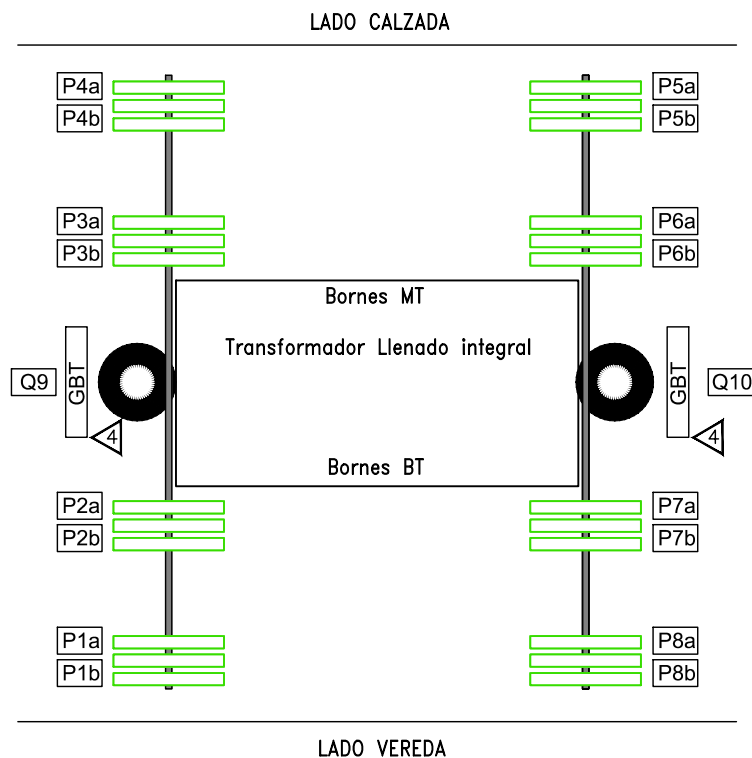 LADO CALZADA
P4a P5a
P4b P5b
P3a P6a
P3b P6b
Bornes MT
Transformador Llenado integral
Q9 GBT GBT Q10
4 4
Bornes BT
P2a P7a
P2b P7b
P1a P8a
P1b P8b
LADO VEREDA